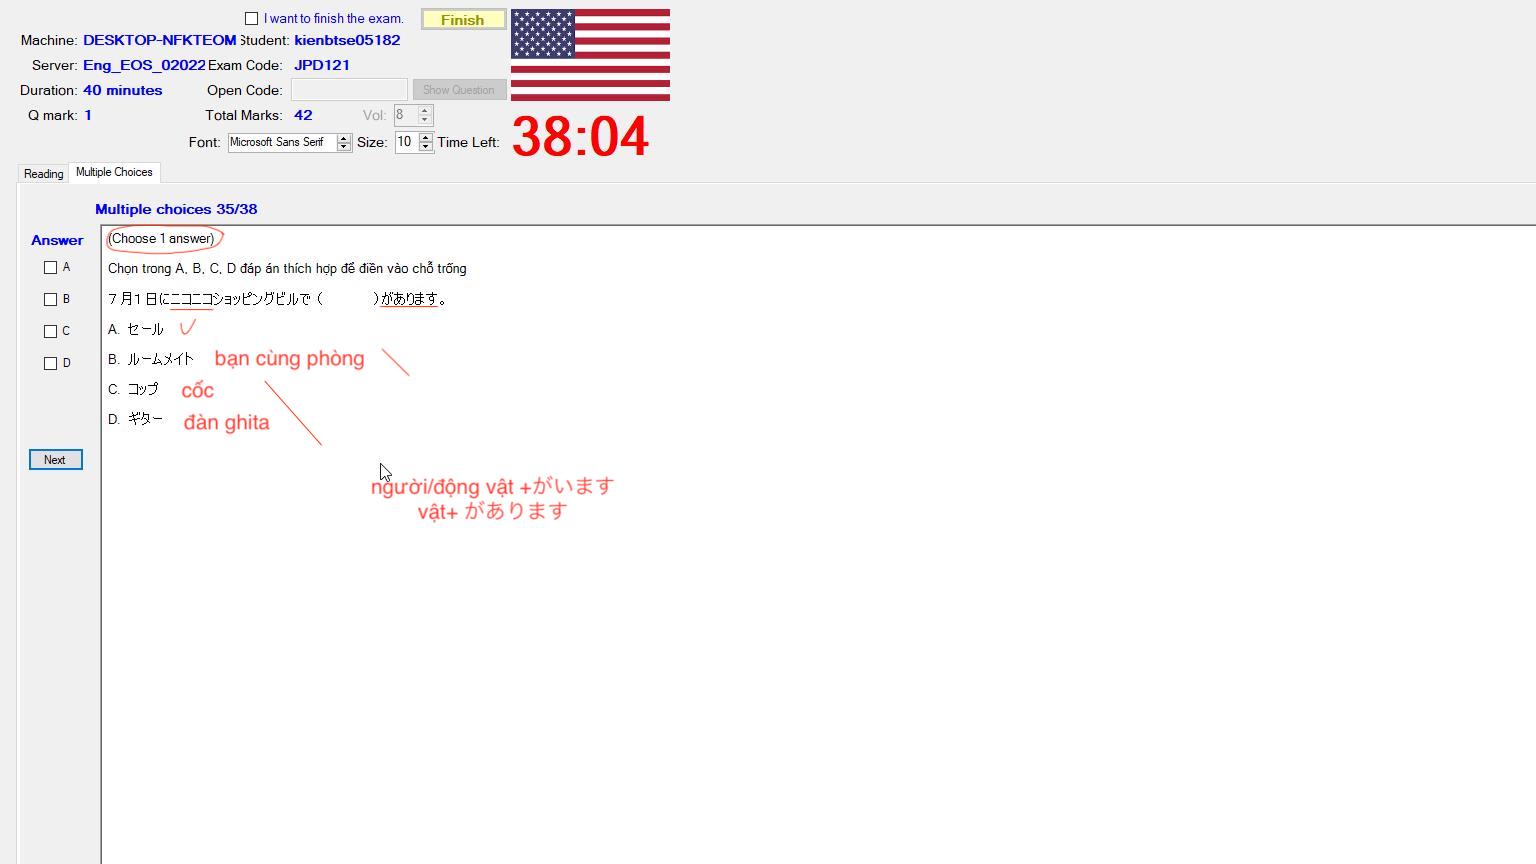 I want to finish the exam.
Finish
Machine: DESKTOP-NFKTEOM Student: kienbtse05182
Server: Eng_EOS_02022 Exam Code: JPD121
Duration: 40 minutes Open Code: Show Question
Q mark: 1 Total Marks: 42 Vol: 8
Font: Microsoft Sans Serif Size: 10 Time Left: 38:04
Reading Multiple Choices
Multiple choices 35/38
Answer
(Choose 1 answer)
A
Chọn trong A, B, C, D đáp án thích hợp để điền vào chỗ trống
B
７月１日にニコニコショッピングビルで（　　　）があります。
C
A. セール
D
B. ルームメイト bạn cùng phòng
C. コップ cốc
D. ギター đàn ghita
Next
người/động vật +がいます
vật+ があります